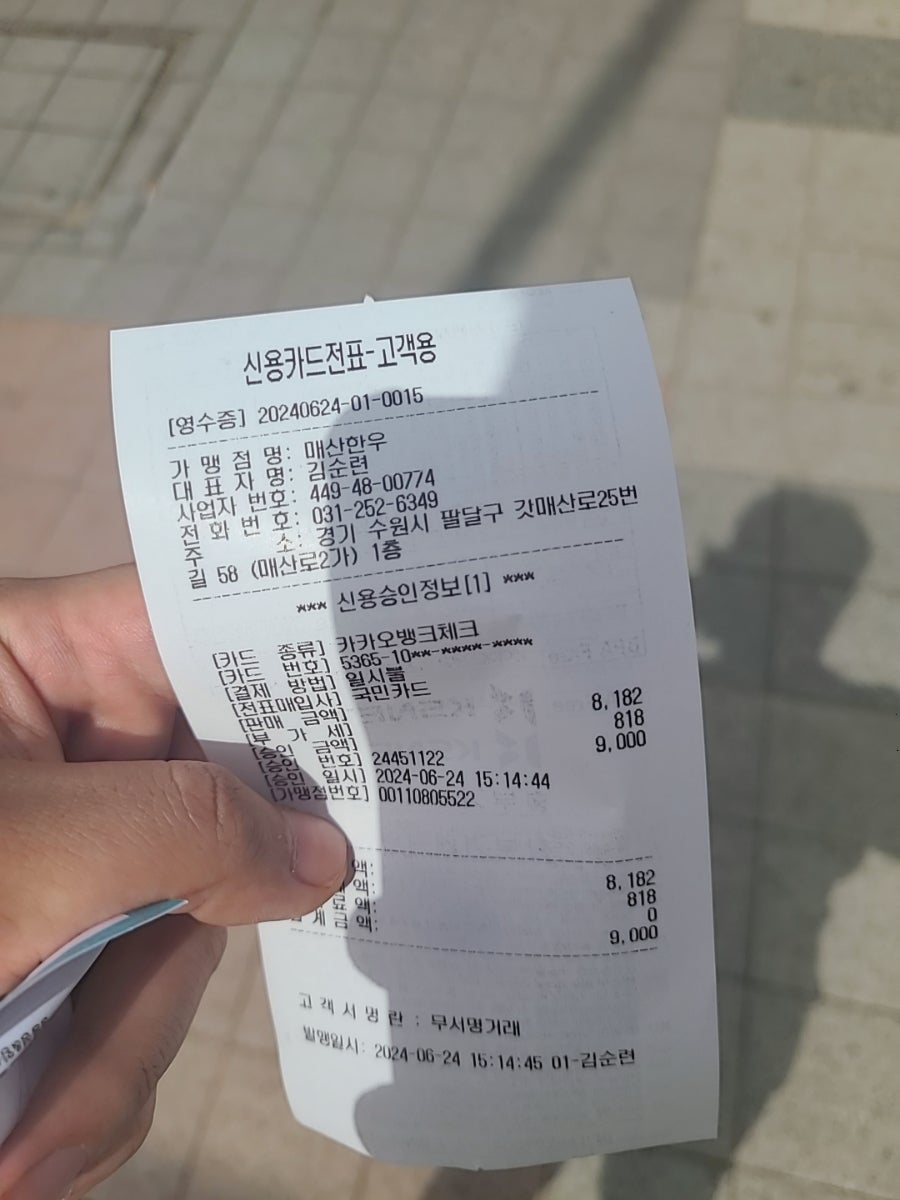 신용카드전표-고객용
[영수증] 20240624-01-0015
가 맹 점 명: 매산한우
대 표 자 명: 김순련
사업자 번호: 449-48-00774
전 화 번 호: 031-252-6349
주 소: 경기 수원시 팔달구 갓매산로25번
길 58 (매산로2가) 1층
*** 신용승인정보[1] ***
[카드 종류] 카카오뱅크체크
[카드 번호] 5365-10**-****-****
[결제 방법] 일시불
[전표매입사] 국민카드
[판매 금액] 8,182
[부 가 세] 818
[승인 금액] 9,000
[승인 번호] 24451122
[승인 일시] 2024-06-24 15:14:44
[가맹점번호] 00110805522
액: 8,182
액: 818
료 액: 0
계 금 액: 9,000
고 객 서 명 란 : 무서명거래
발행일시: 2024-06-24 15:14:45 01-김순련